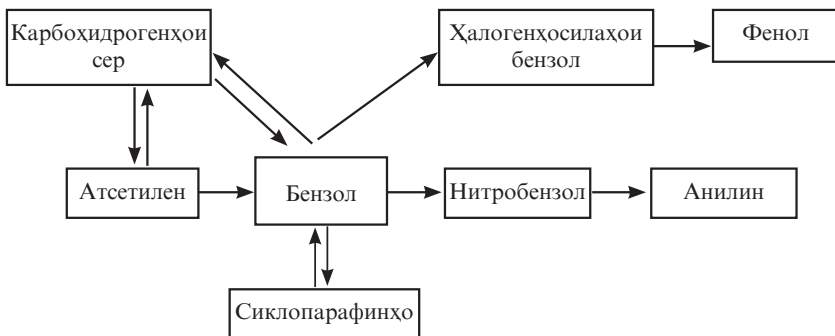 Карбоҳидрогенҳои
сер
Ҳалогенҳосилаҳои
бензол
Фенол
Атсетилен
Бензол
Нитробензол
Анилин
Сиклопарафинҳо